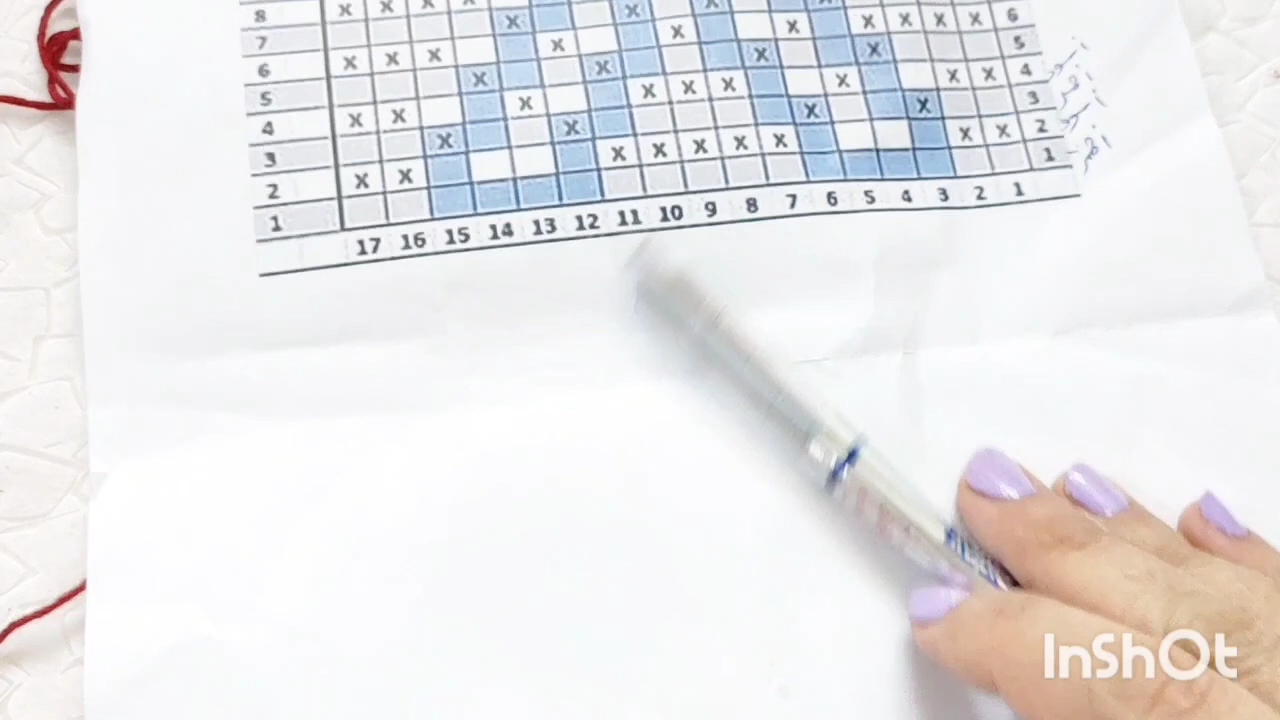 8 X X X X
7 X X X X
6 X X X X X X X X X X 6
5 X X X X 5
4 X X X X X X X X X 4
3 X X X X 3
2 X X X X X X X X X 2
1 1
17 16 15 14 13 12 11 10 9 8 7 6 5 4 3 2 1
InShOt